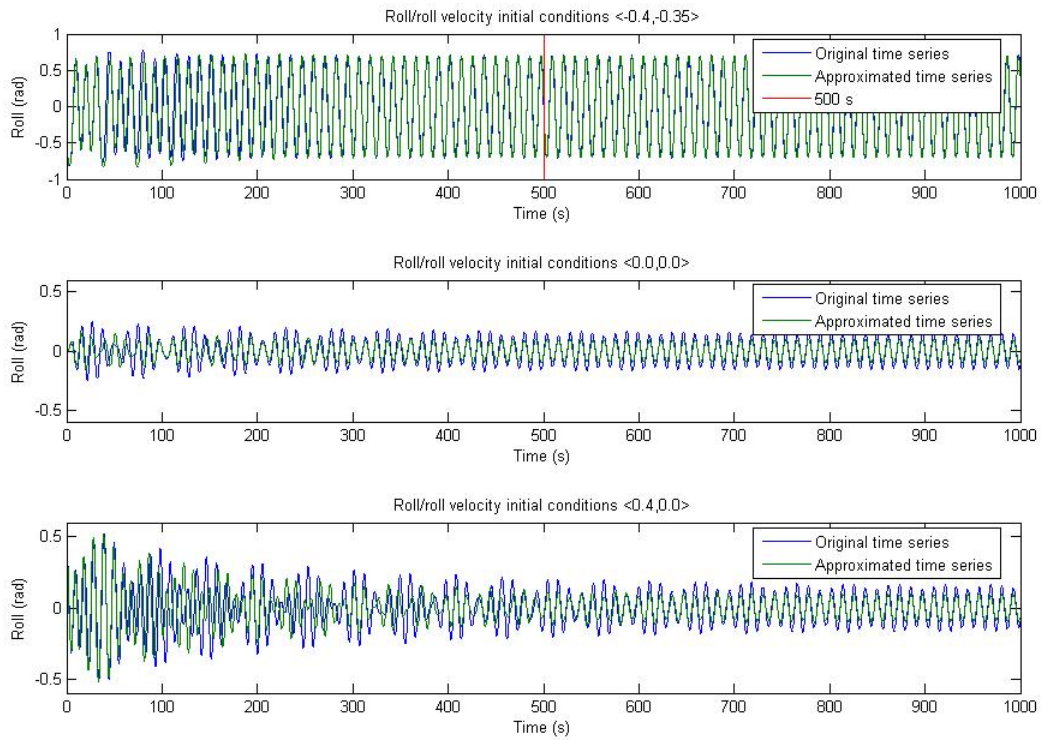 Roll/roll velocity initial conditions <-0.4,-0.35>
1
0.5
0
-0.5
-1
Roll (rad)
Original time series
Approximated time series
500 s
0 100 200 300 400 500 600 700 800 900 1000
Time (s)
Roll/roll velocity initial conditions <0.0,0.0>
0.5
0
-0.5
Roll (rad)
Original time series
Approximated time series
0 100 200 300 400 500 600 700 800 900 1000
Time (s)
Roll/roll velocity initial conditions <0.4,0.0>
0.5
0
-0.5
Roll (rad)
Original time series
Approximated time series
0 100 200 300 400 500 600 700 800 900 1000
Time (s)